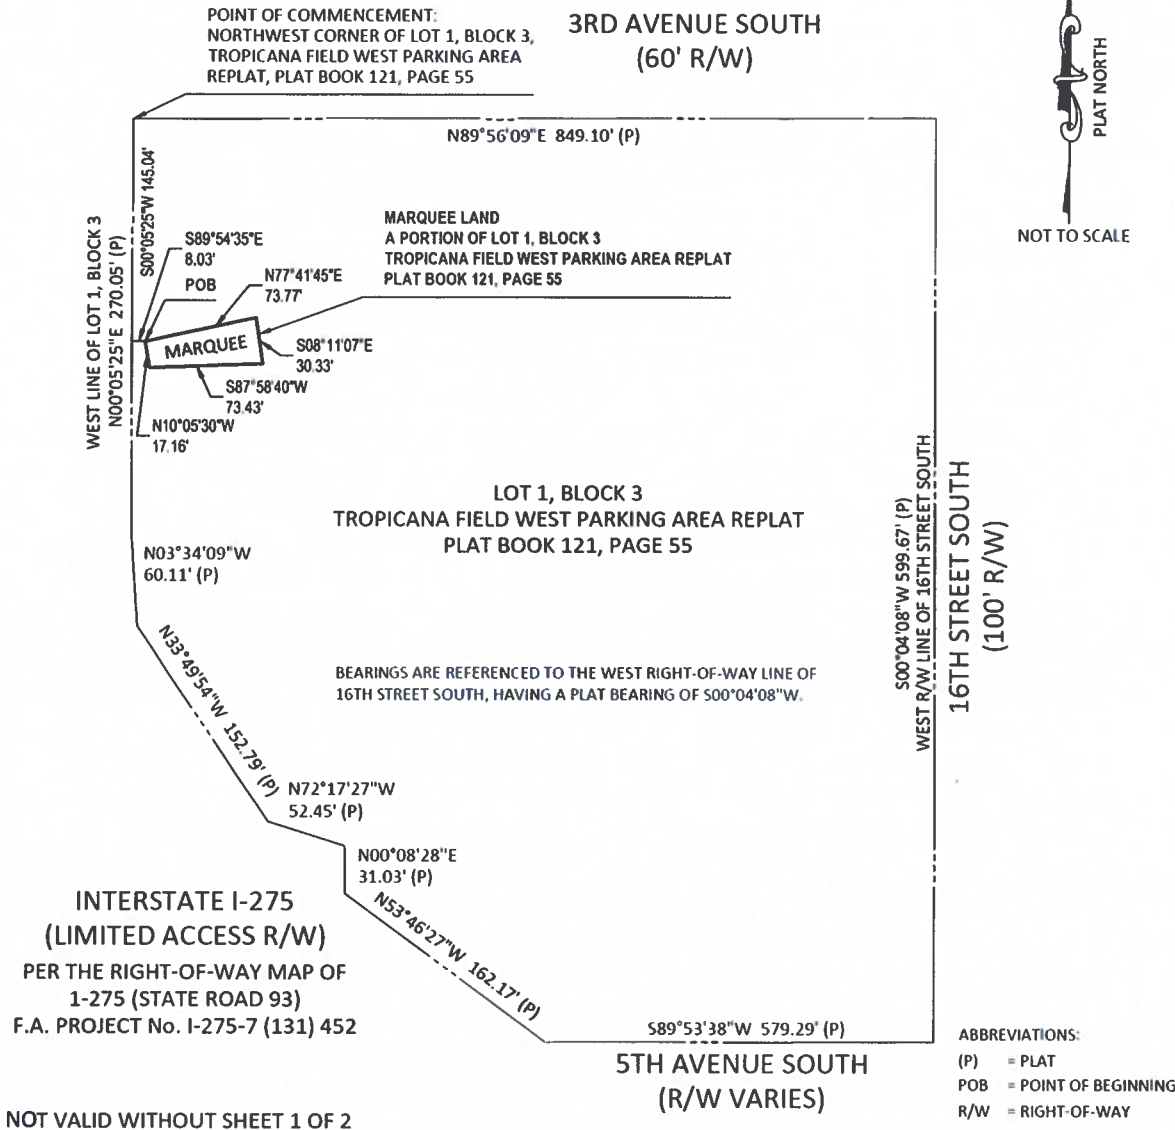 POINT OF COMMENCEMENT:
NORTHWEST CORNER OF LOT 1, BLOCK 3,
TROPICANA FIELD WEST PARKING AREA
REPLAT, PLAT BOOK 121, PAGE 55
3RD AVENUE SOUTH
(60' R/W)
PLAT NORTH
NOT TO SCALE
N89°56'09"E 849.10' (P)
WEST LINE OF LOT 1, BLOCK 3
N00°05'25"E 270.05' (P)
S00°05'25"W 145.04'
S89°54'35"E
8.03'
POB
N77°41'45"E
73.77'
MARQUEE LAND
A PORTION OF LOT 1, BLOCK 3
TROPICANA FIELD WEST PARKING AREA REPLAT
PLAT BOOK 121, PAGE 55
MARQUEE
S08°11'07"E
30.33'
S87°58'40"W
73.43'
N10°05'30"W
17.16'
LOT 1, BLOCK 3
TROPICANA FIELD WEST PARKING AREA REPLAT
PLAT BOOK 121, PAGE 55
S00°04'08"W 599.67' (P)
WEST R/W LINE OF 16TH STREET SOUTH
16TH STREET SOUTH
(100' R/W)
N03°34'09"W
60.11' (P)
N33°49'54"W 152.79' (P)
BEARINGS ARE REFERENCED TO THE WEST RIGHT-OF-WAY LINE OF
16TH STREET SOUTH, HAVING A PLAT BEARING OF S00°04'08"W.
N72°17'27"W
52.45' (P)
N00°08'28"E
31.03' (P)
N53°46'27"W 162.17' (P)
INTERSTATE I-275
(LIMITED ACCESS R/W)
PER THE RIGHT-OF-WAY MAP OF
1-275 (STATE ROAD 93)
F.A. PROJECT No. I-275-7 (131) 452
S89°53'38"W 579.29' (P)
5TH AVENUE SOUTH
(R/W VARIES)
ABBREVIATIONS:
(P) = PLAT
POB = POINT OF BEGINNING
R/W = RIGHT-OF-WAY
NOT VALID WITHOUT SHEET 1 OF 2